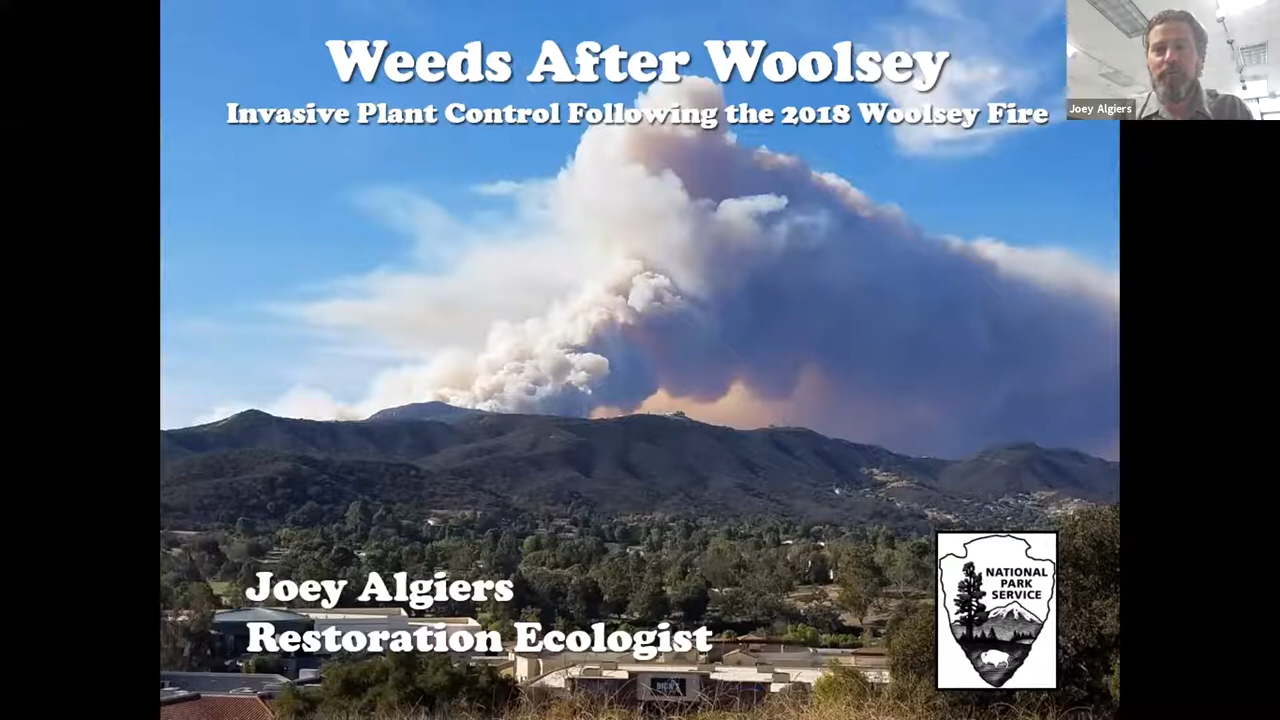 Weeds After Woolsey
Invasive Plant Control Following the 2018 Woolsey Fire
Joey Algiers
Joey Algiers
Restoration Ecologist
NATIONAL
PARK
SERVICE